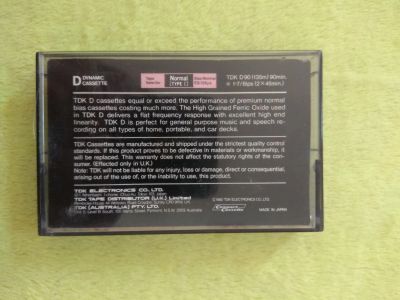 D DYNAMIC CASSETTE
Tape Selector Normal [TYPE I]
TDK D90 (135m) 90min.
TDK D cassettes equal or exceed the performance of premium normal
bias cassettes costing much more. The High Grained Ferric Oxide used
in TDK D delivers a flat frequency response with excellent high end
linearity. TDK D is perfect for general purpose music and speech re-
cording on all types of home, portable, and car decks.
TDK Cassettes are manufactured and shipped under the strictest quality control
standards. If this product proves to be defective in materials or workmanship, it
will be replaced. This warranty does not affect the statutory rights of the con-
sumer. (Effected only in U.K.)
Note: TDK will not be liable for any injury, loss or damage, direct or consequential,
arising out of the use of, or the inability to use, this product.
TDK ELECTRONICS CO., LTD.
TDK TAPE DISTRIBUTOR (U.K.) Limited
TDK (AUSTRALIA) PTY. LTD.
TDK ELECTRONICS CO., LTD.
MADE IN JAPAN